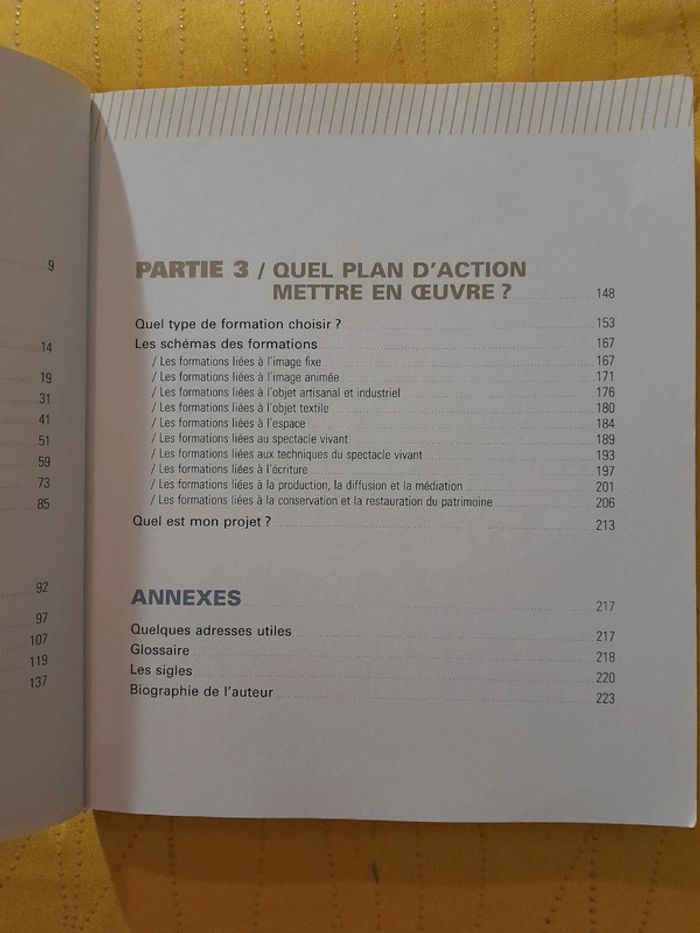 9
14
19
31
41
51
59
73
85
92
97
107
119
137
PARTIE 3 / QUEL PLAN D'ACTION
METTRE EN ŒUVRE ? 148
Quel type de formation choisir ? 153
Les schémas des formations 167
/ Les formations liées à l'image fixe 167
/ Les formations liées à l'image animée 171
/ Les formations liées à l'objet artisanal et industriel 176
/ Les formations liées à l'objet textile 180
/ Les formations liées à l'espace 184
/ Les formations liées au spectacle vivant 189
/ Les formations liées aux techniques du spectacle vivant 193
/ Les formations liées à l'écriture 197
/ Les formations liées à la production, la diffusion et la médiation 201
/ Les formations liées à la conservation et la restauration du patrimoine 206
Quel est mon projet ? 213
ANNEXES 217
Quelques adresses utiles 217
Glossaire 218
Les sigles 220
Biographie de l'auteur 223